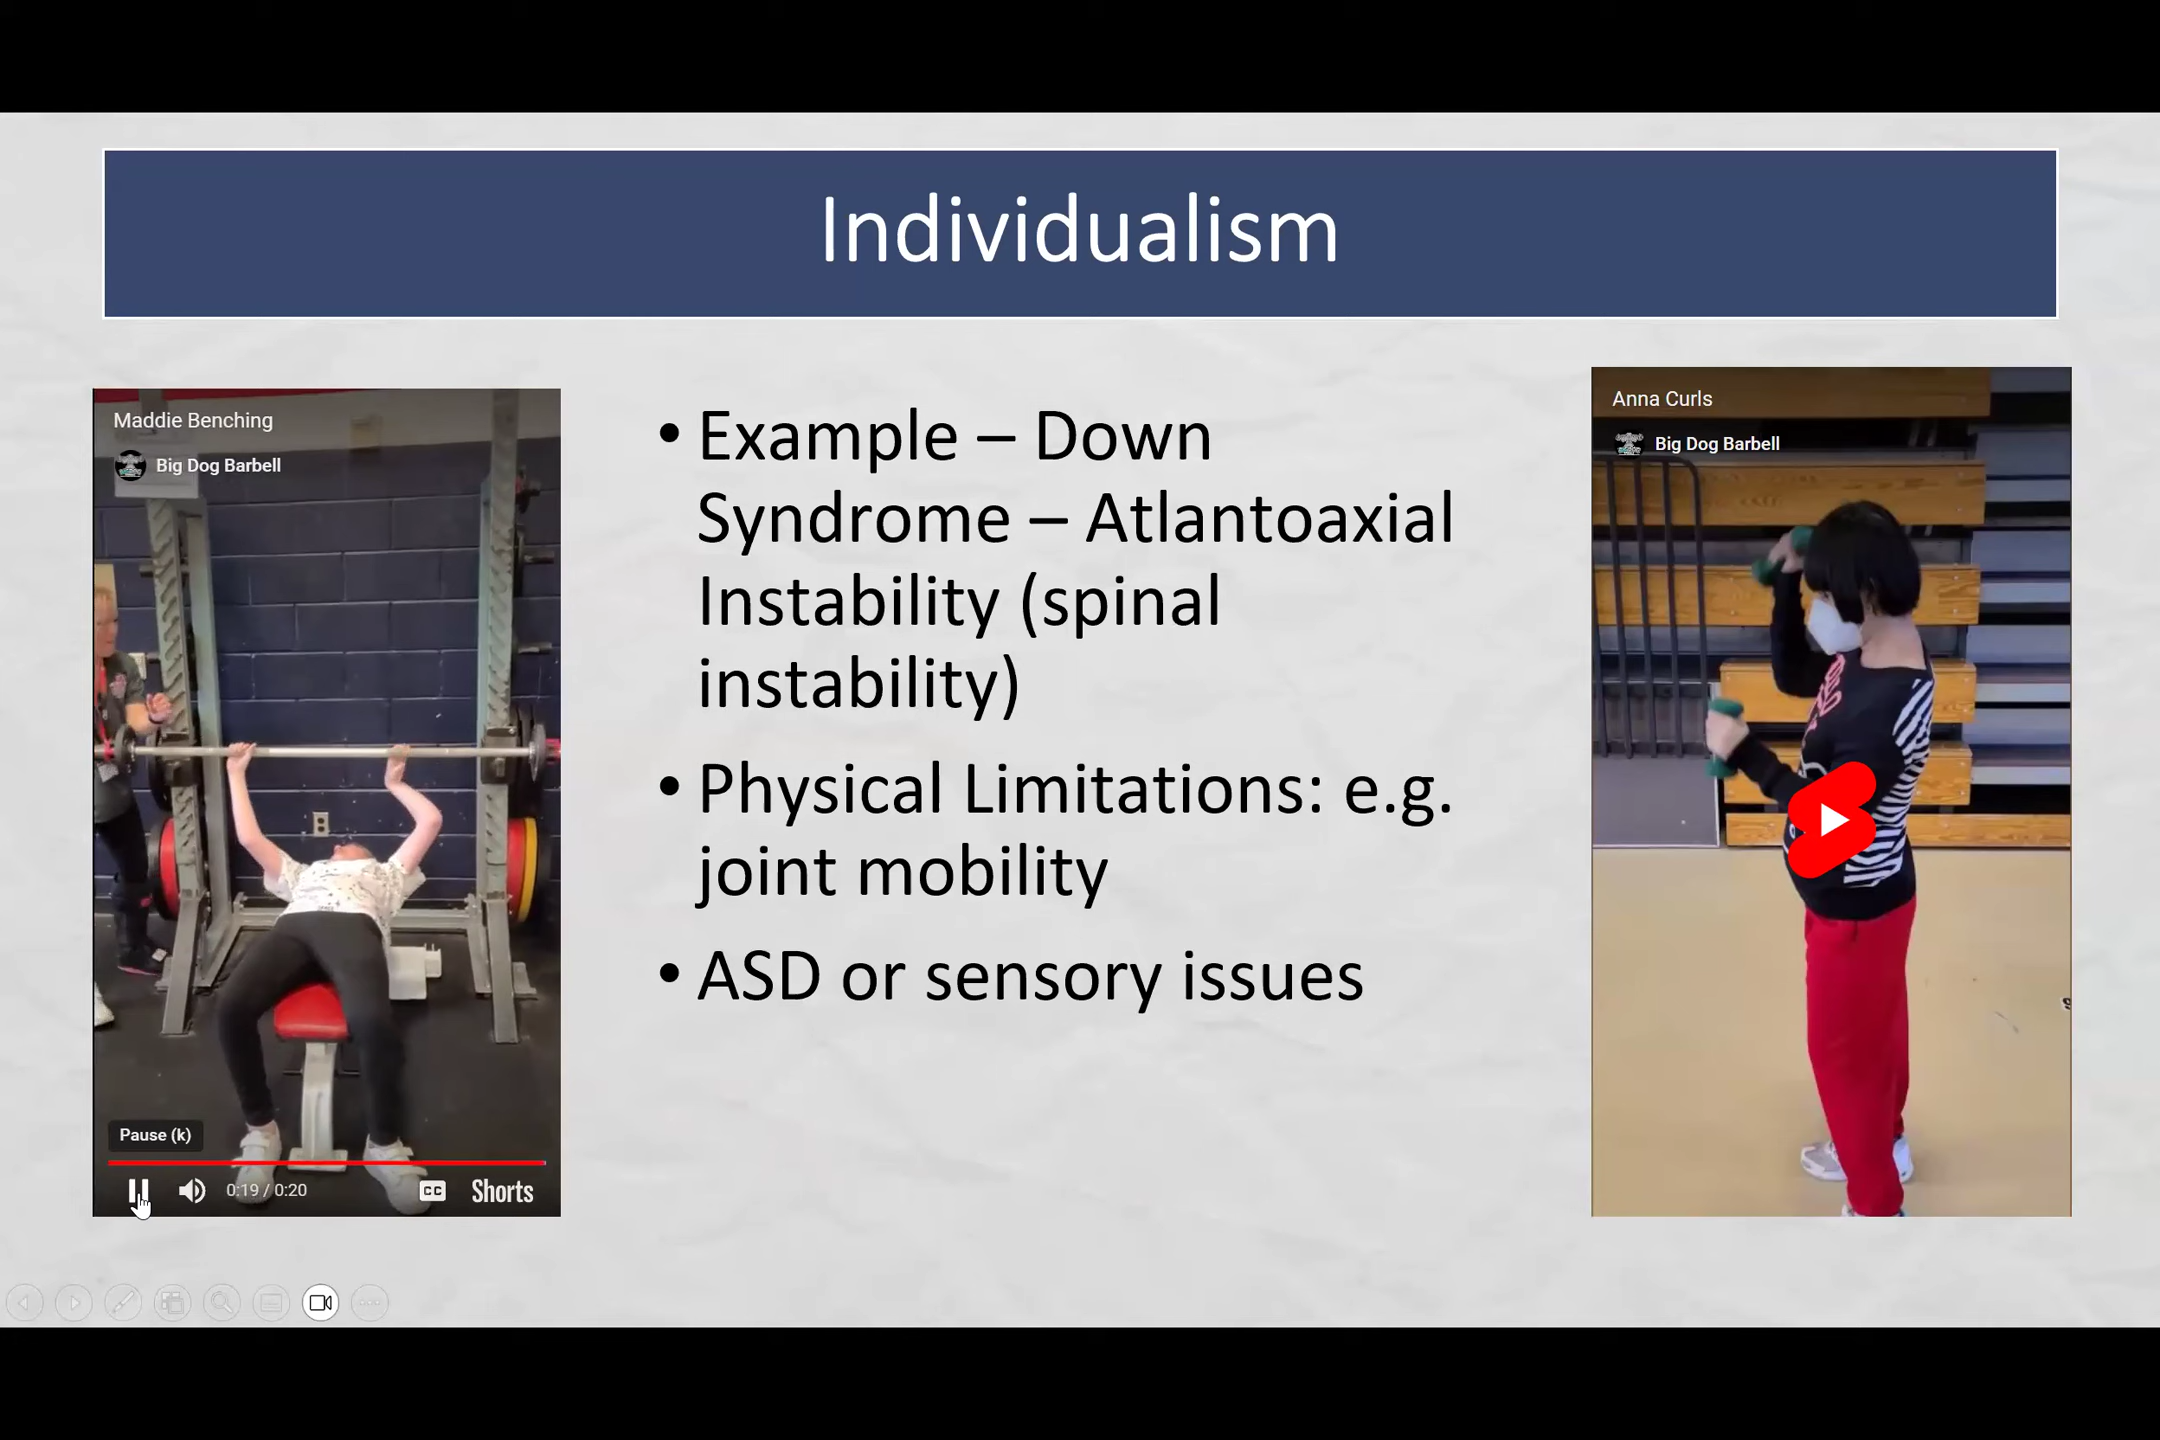 Individualism
Maddie Benching
Big Dog Barbell
Pause (k)
0:19 / 0:20
CC
Shorts
• Example – Down
Syndrome – Atlantoaxial
Instability (spinal
instability)
• Physical Limitations: e.g.
joint mobility
• ASD or sensory issues
Anna Curls
Big Dog Barbell